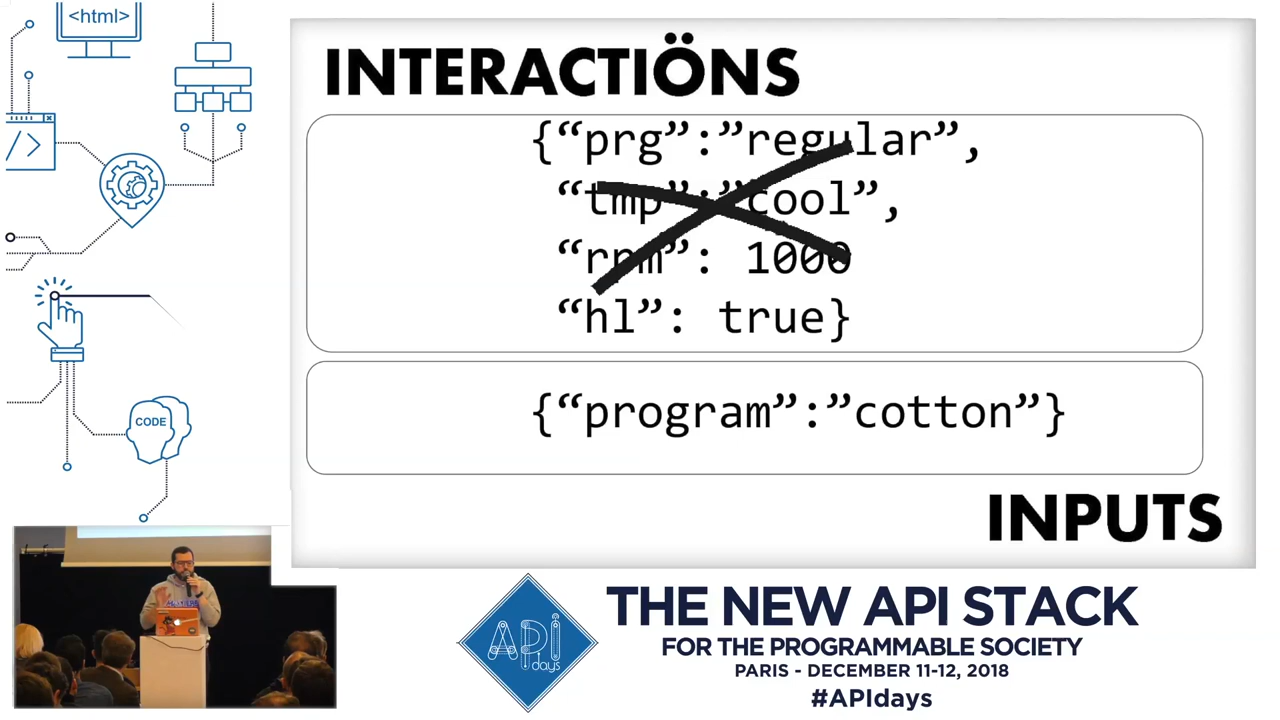 <html>
INTERACTIÖNS
{“prg”:”regular”,
“tmp”:”cool”,
“rpm”: 1000
“hl”: true}
{“program”:”cotton”}
INPUTS
</>
CODE
API
days
THE NEW API STACK
FOR THE PROGRAMMABLE SOCIETY
PARIS - DECEMBER 11-12, 2018
#APIdays